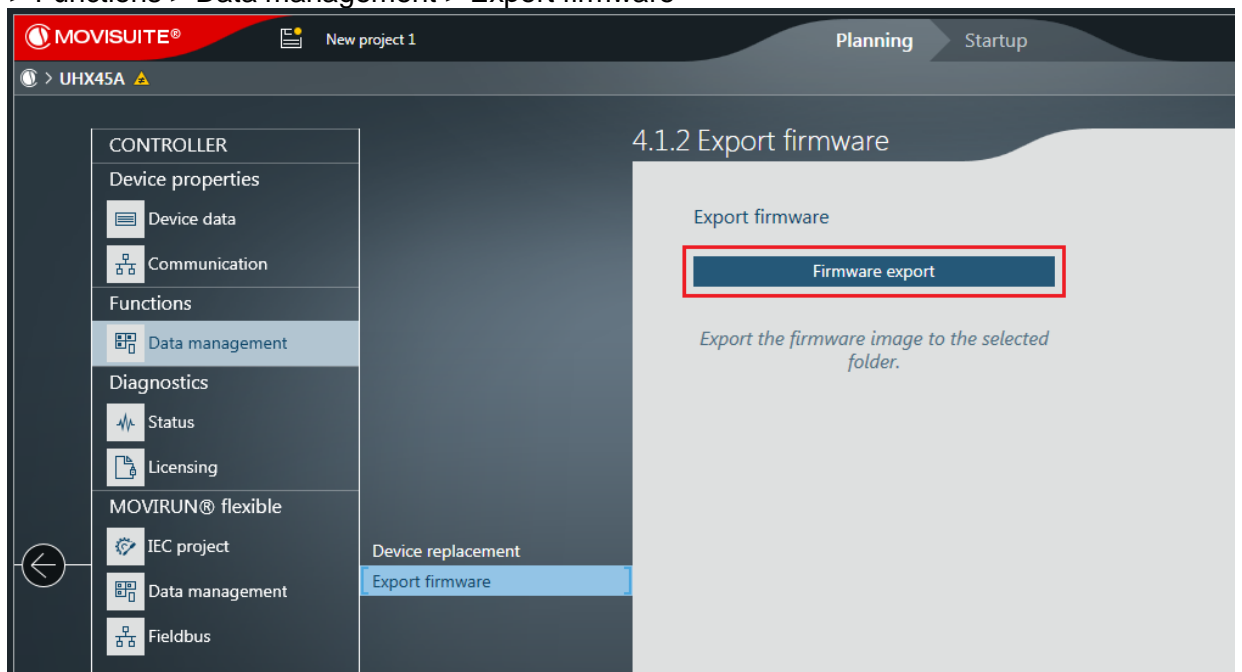 > Functions > Data management > Export firmware
MOVISUITE®
New project 1
Planning
Startup
> UHX45A
CONTROLLER
Device properties
Device data
Communication
Functions
Data management
Diagnostics
Status
Licensing
MOVIRUN® flexible
IEC project
Data management
Fieldbus
Device replacement
Export firmware
4.1.2 Export firmware
Export firmware
Firmware export
Export the firmware image to the selected
folder.